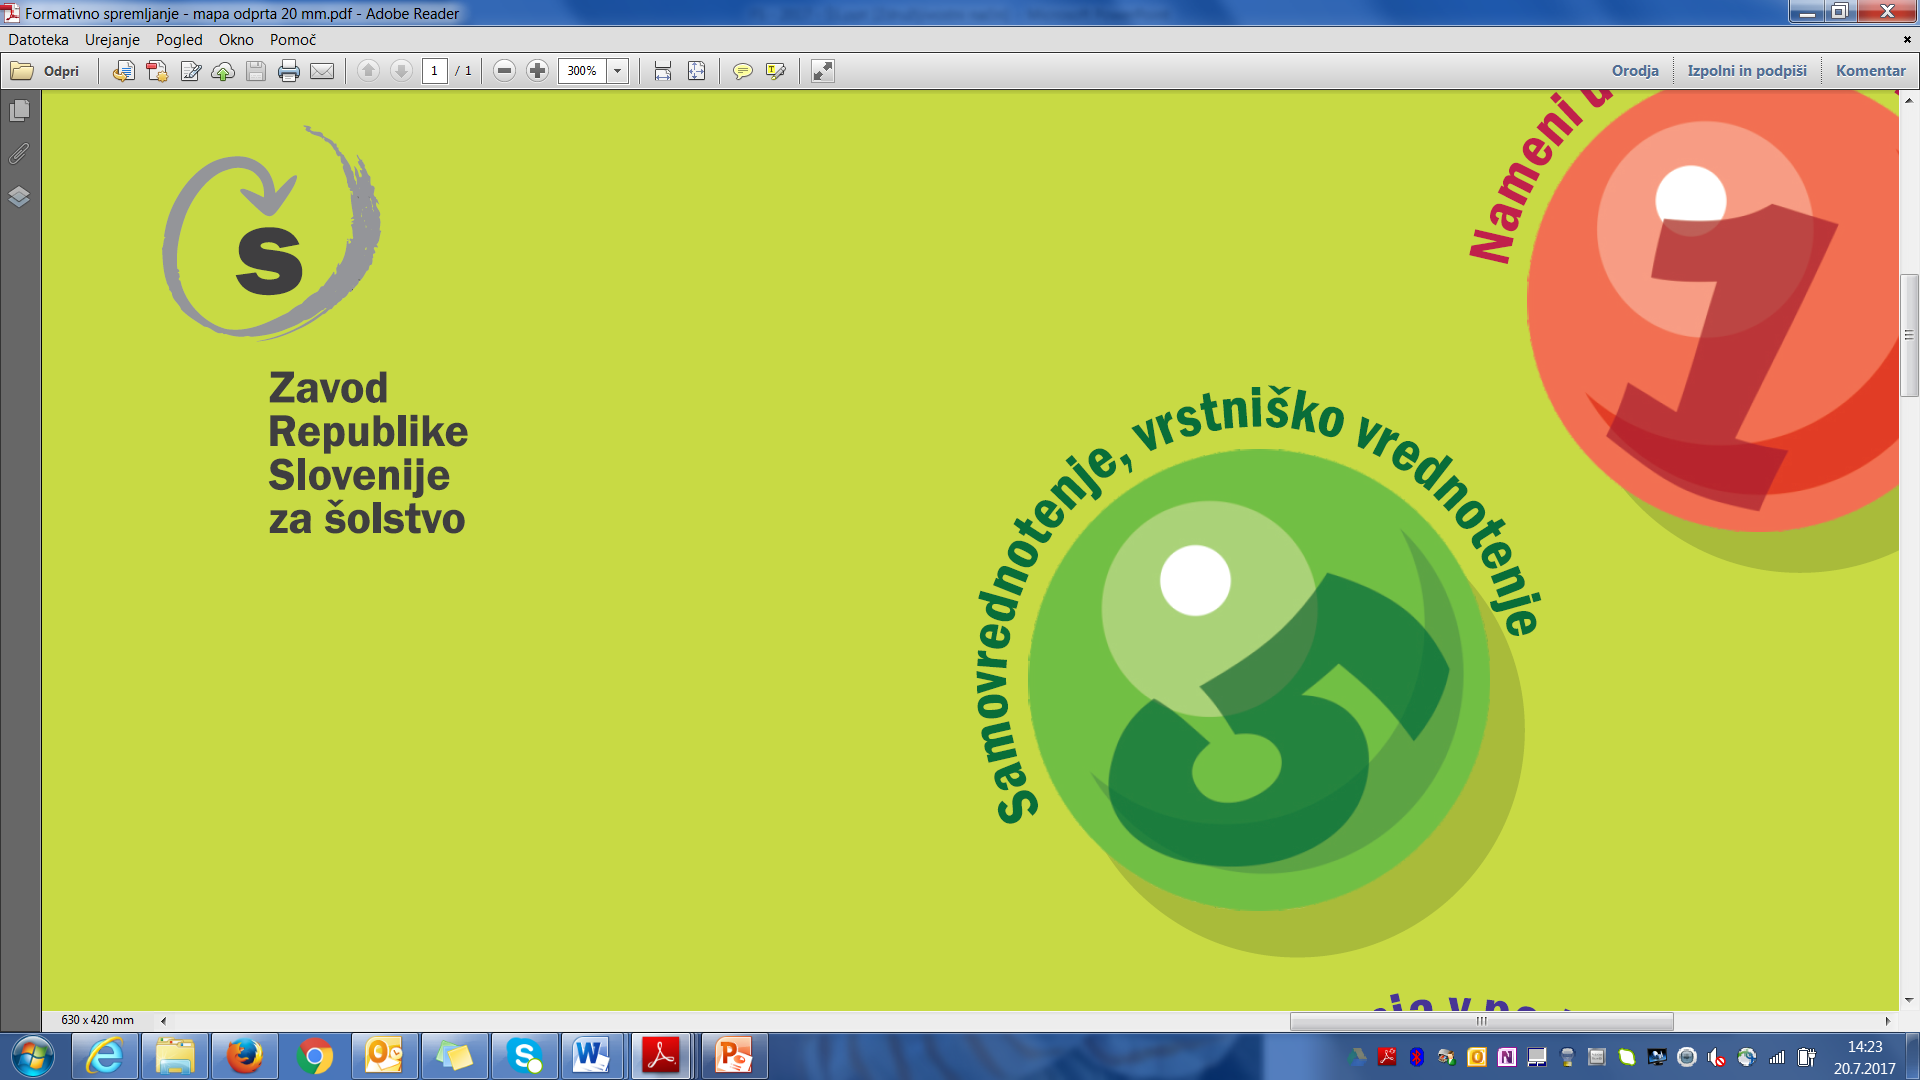 Formativno spremljanje - mapa odprta 20 mm.pdf - Adobe Reader
Datoteka Urejanje Pogled Okno Pomoč
Odpri 1 / 1 300% Orodja Izpolni in podpiši Komentar
s
Zavod
Republike
Slovenije
za šolstvo
Nameni u
1
Samovrednotenje, vrstniško vrednotenje
5
630 x 420 mm
14:23
20.7.2017